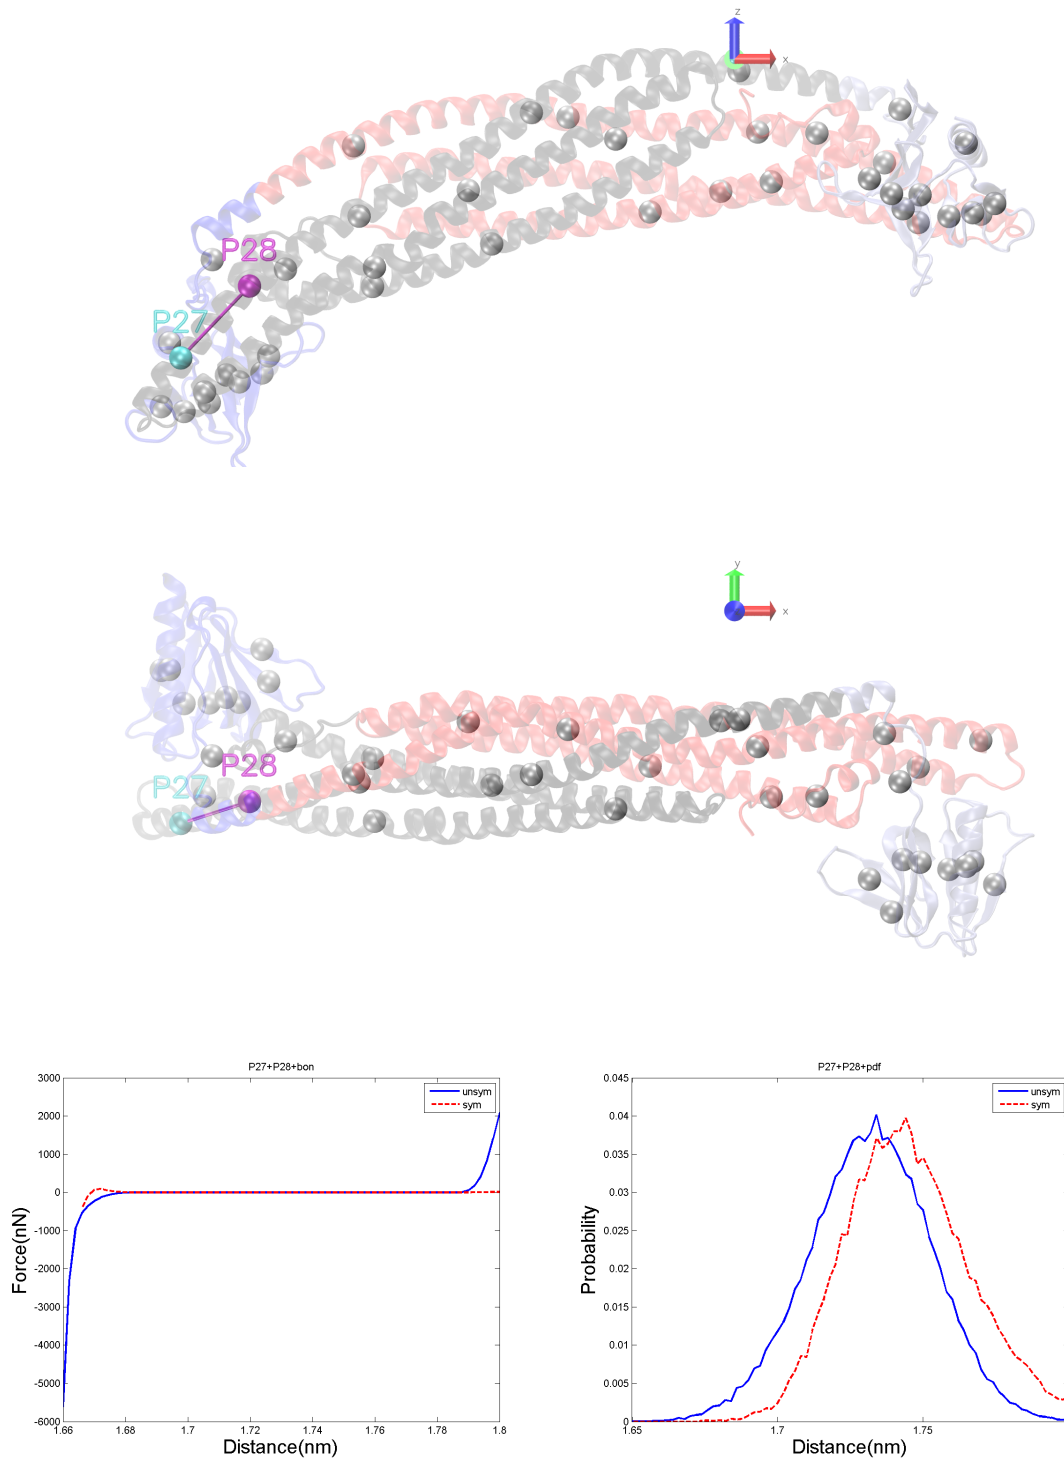 z
x
P28
P27
y
x
P28
P27
P27+P28+bon
3000
2000
1000
0
-1000
-2000
-3000
-4000
-5000
-6000
Force(nN)
unsym
sym
1.66
1.68
1.7
1.72
1.74
1.76
1.78
1.8
Distance(nm)
P27+P28+pdf
0.045
0.04
0.035
0.03
0.025
0.02
0.015
0.01
0.005
0
Probability
unsym
sym
1.65
1.7
1.75
Distance(nm)